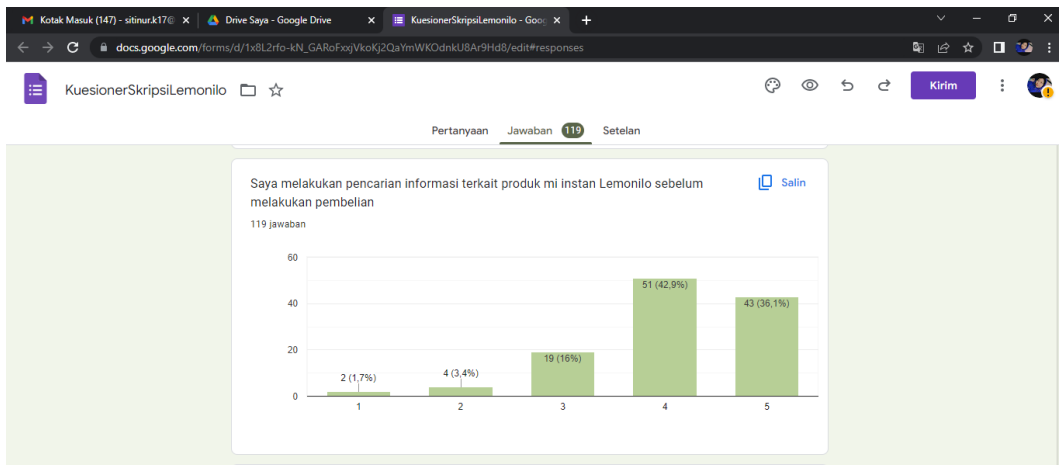 Kotak Masuk (147) - sitinur.k17@
Drive Saya - Google Drive
KuesionerSkripsiLemonilo - Goog
docs.google.com/forms/d/1x8L2rfo-kN_GARoFxxjVkoKj2QaYmWKOdnkU8Ar9Hd8/edit#responses
KuesionerSkripsiLemonilo
Kirim
Pertanyaan Jawaban 119 Setelan
Saya melakukan pencarian informasi terkait produk mi instan Lemonilo sebelum
melakukan pembelian
Salin
119 jawaban
60
40
20
0
2 (1,7%)
4 (3,4%)
19 (16%)
51 (42,9%)
43 (36,1%)
1 2 3 4 5